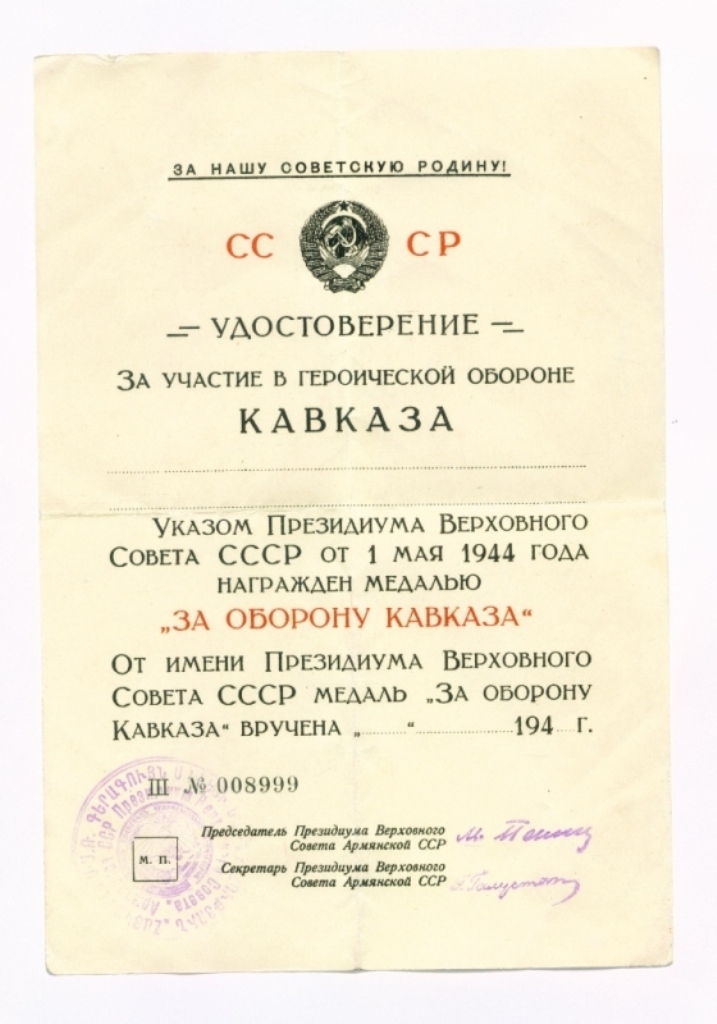 ЗА НАШУ СОВЕТСКУЮ РОДИНУ!
СС СР
УДОСТОВЕРЕНИЕ
ЗА УЧАСТИЕ В ГЕРОИЧЕСКОЙ ОБОРОНЕ
КАВКАЗА
УКАЗОМ ПРЕЗИДИУМА ВЕРХОВНОГО
СОВЕТА СССР ОТ 1 МАЯ 1944 ГОДА
НАГРАЖДЕН МЕДАЛЬЮ
„ЗА ОБОРОНУ КАВКАЗА“
ОТ ИМЕНИ ПРЕЗИДИУМА ВЕРХОВНОГО
СОВЕТА СССР МЕДАЛЬ „ЗА ОБОРОНУ
КАВКАЗА“ ВРУЧЕНА „ “ 194 Г.
III № 008999
Председатель Президиума Верховного
Совета Армянской ССР
М. П.
Секретарь Президиума Верховного
Совета Армянской ССР